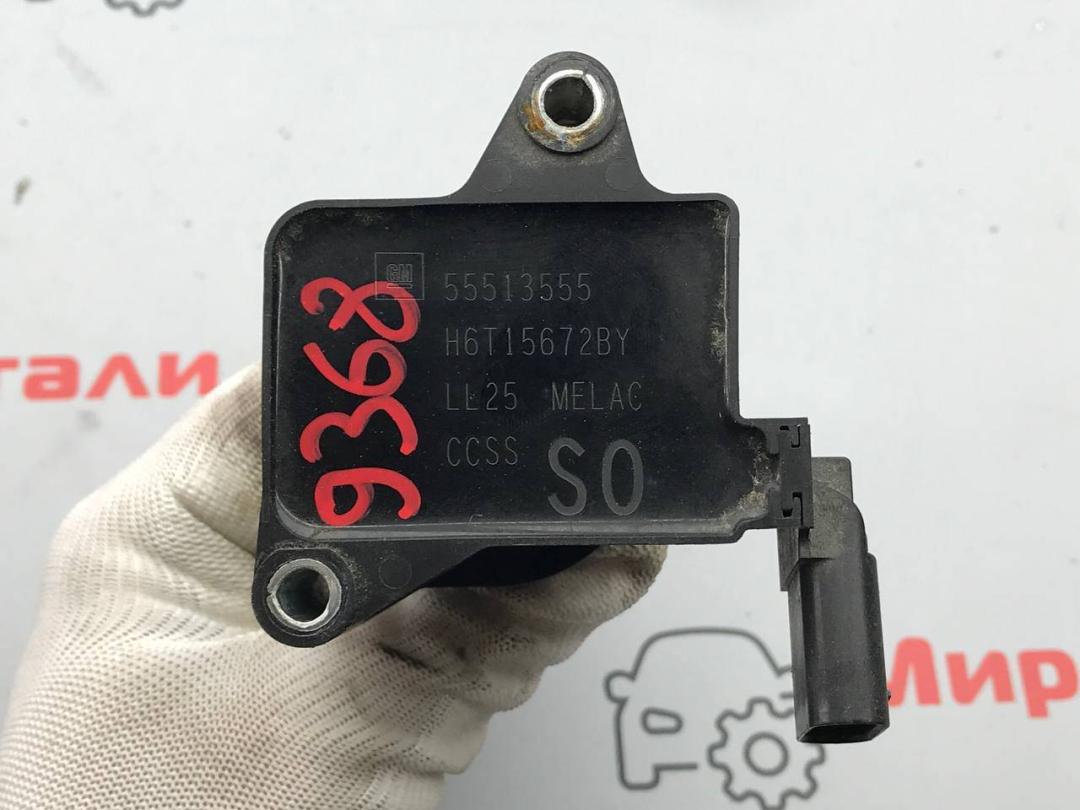 GM 55513555
H6T15672BY
LL25 MELAC
CCSS SO
9368
тали
Мир